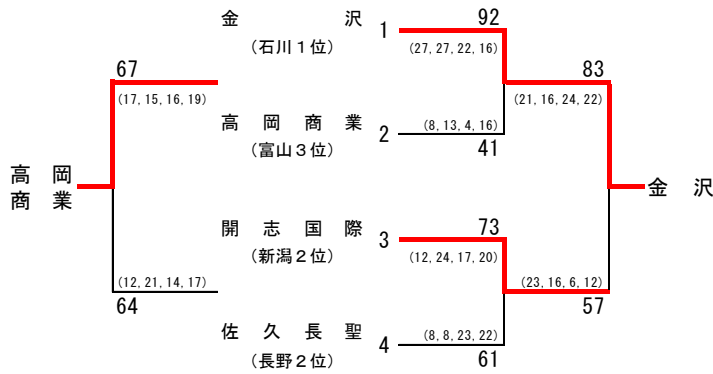 金沢
1
92
(石川1位)
(27, 27, 22, 16)
67
83
(17, 15, 16, 19)
(21, 16, 24, 22)
高岡商業
2
(8, 13, 4, 16)
(富山3位)
41
高岡
商業
金沢
開志国際
3
73
(新潟2位)
(12, 24, 17, 20)
(12, 21, 14, 17)
(23, 16, 6, 12)
64
57
佐久長聖
4
(8, 8, 23, 22)
(長野2位)
61